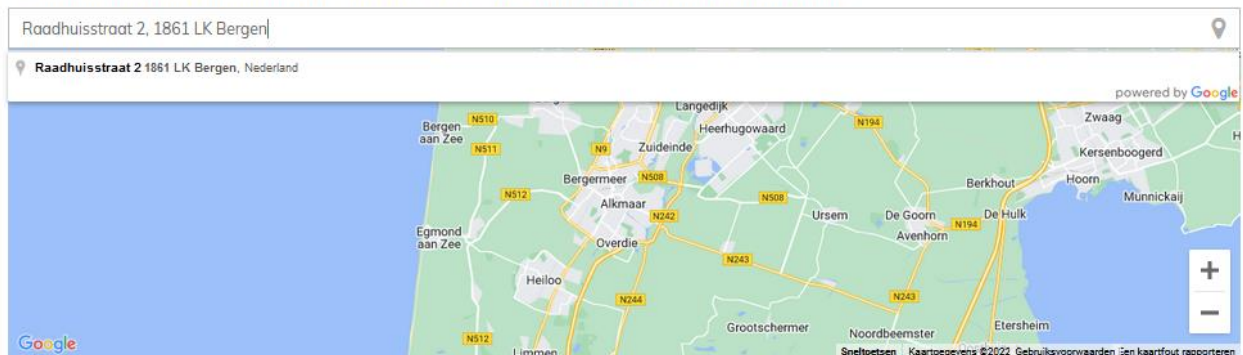 Raadhuisstraat 2, 1861 LK Bergen
Raadhuisstraat 2 1861 LK Bergen, Nederland
powered by Google
Langedijk
Zwaag
N510
Bergen
aan Zee
N194
Heerhugowaard
N511
N9
Zuideinde
Kersenboogerd
H
Bergermeer
N508
Berkhout
Hoorn
N512
N508
Munnickaij
Alkmaar
N242
Ursem
De Goorn
De Hulk
N194
Egmond
aan Zee
Avenhorn
Overdie
N243
Heiloo
N243
N244
+
Grootschermer
Etersheim
Noordbeemster
−
N512
Google
Limmen
Sneltoetsen Kaartgegevens ©2022 Gebruiksvoorwaarden Een kaartfout rapporteren